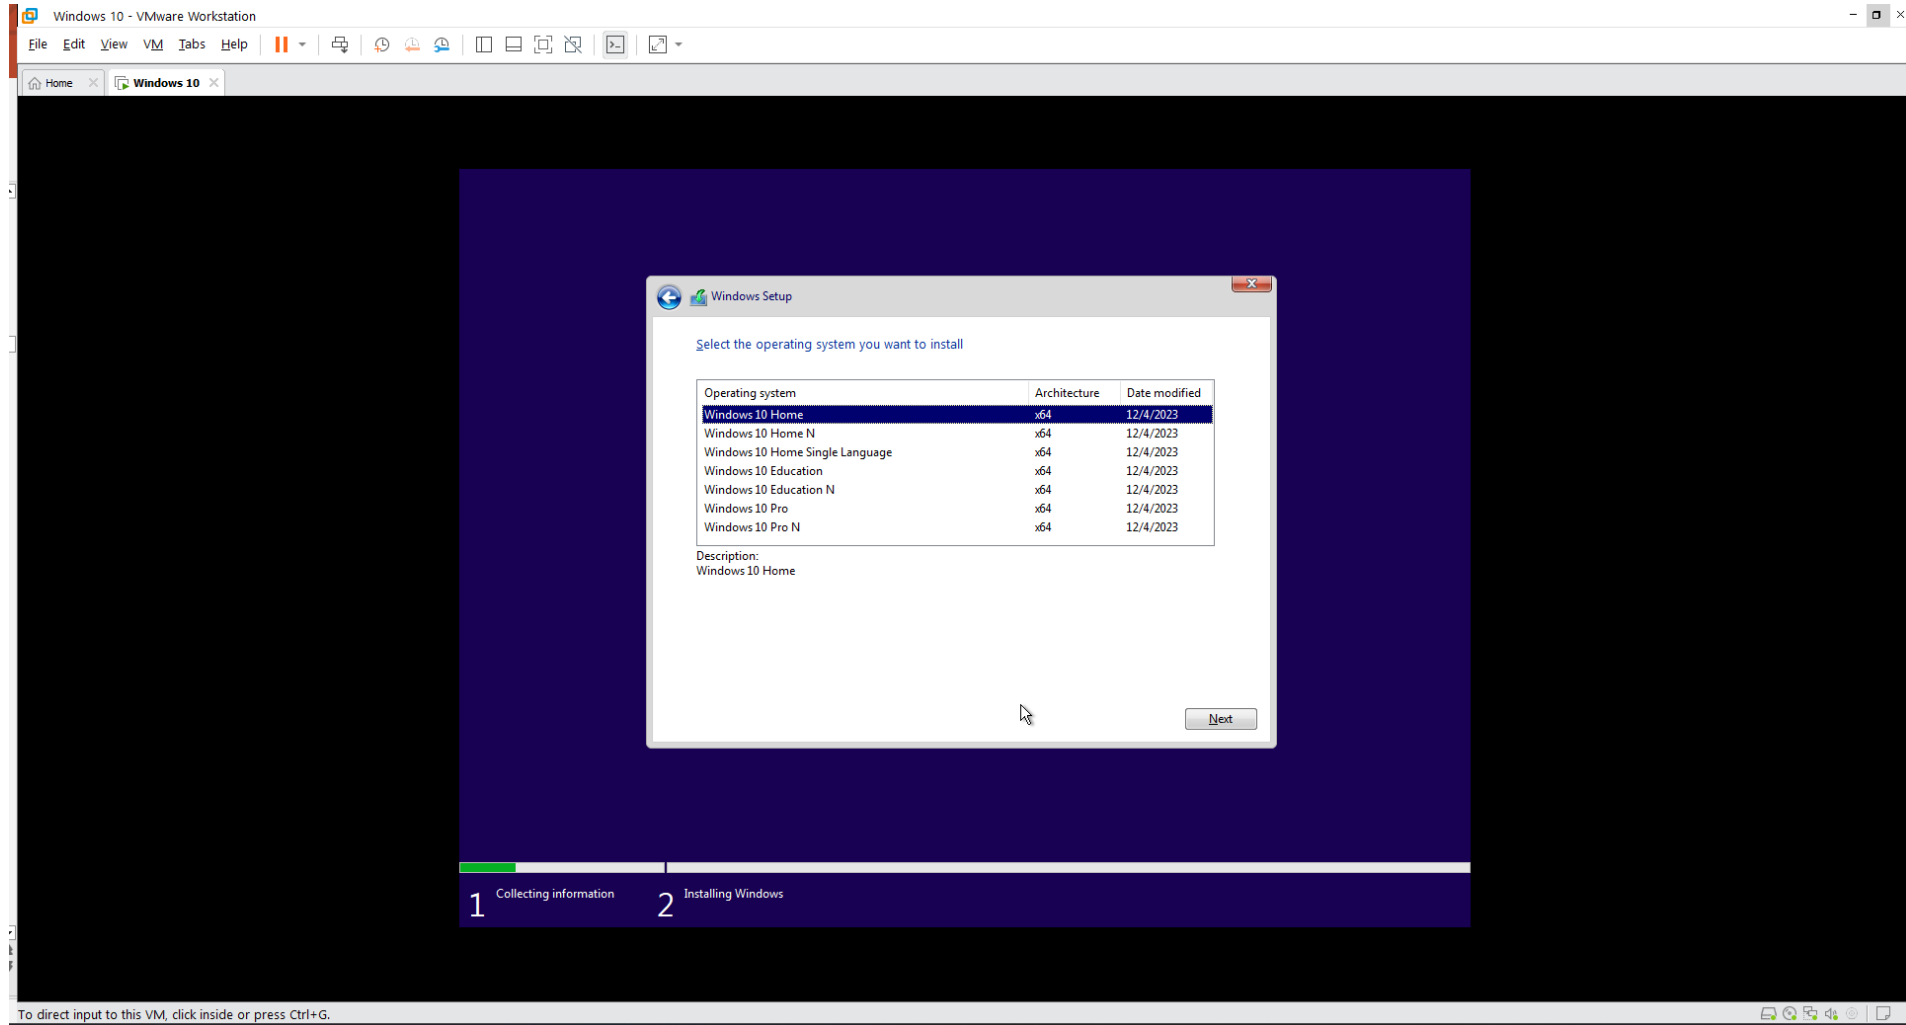 Windows 10 - VMware Workstation
File Edit View VM Tabs Help
Home Windows 10
Windows Setup
Select the operating system you want to install
Operating system Architecture Date modified
Windows 10 Home x64 12/4/2023
Windows 10 Home N x64 12/4/2023
Windows 10 Home Single Language x64 12/4/2023
Windows 10 Education x64 12/4/2023
Windows 10 Education N x64 12/4/2023
Windows 10 Pro x64 12/4/2023
Windows 10 Pro N x64 12/4/2023
Description:
Windows 10 Home
Next
1 Collecting information 2 Installing Windows
To direct input to this VM, click inside or press Ctrl+G.